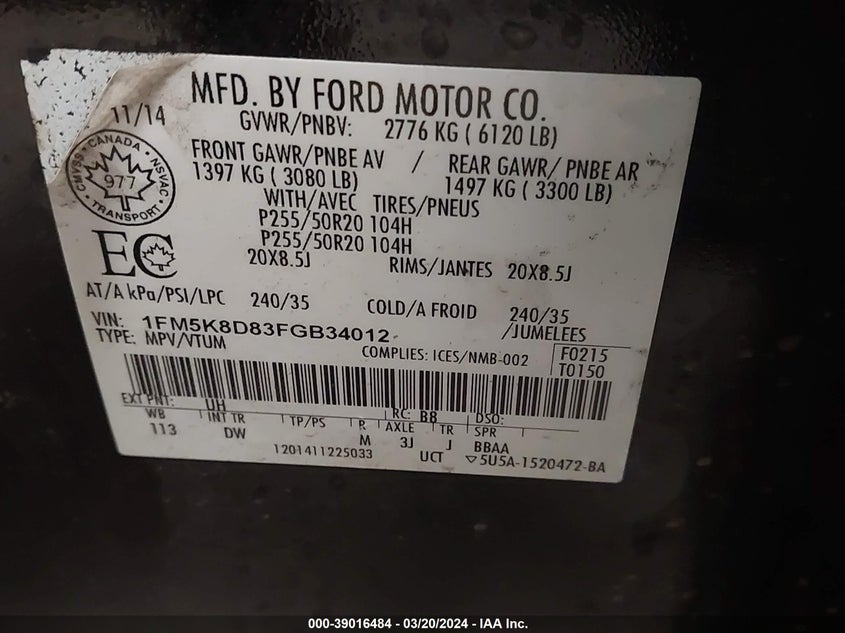 MFD. BY FORD MOTOR CO.
11/14
GVWR/PNBV: 2776 KG ( 6120 LB)
FRONT GAWR/PNBE AV / REAR GAWR/ PNBE AR
1397 KG ( 3080 LB) 1497 KG ( 3300 LB)
WITH/AVEC TIRES/PNEUS
P255/50R20 104H
P255/50R20 104H
20X8.5J RIMS/JANTES 20X8.5J
CANADA NSVAC TRANSPORT CMVSS
977
EC
AT/A kPa/PSI/LPC 240/35 COLD/A FROID 240/35
VIN: 1FM5K8D83FGB34012 /JUMELEES
TYPE: MPV/VTUM
COMPLIES: ICES/NMB-002 F0215
T0150
EXT PNT: UH RC: B8 DSO:
WB INT TR TP/PS R AXLE TR SPR
113 DW M 3J J BBAA
1201411225033 UCT ▽5U5A-1520472-BA
000-39016484 - 03/20/2024 - IAA Inc.